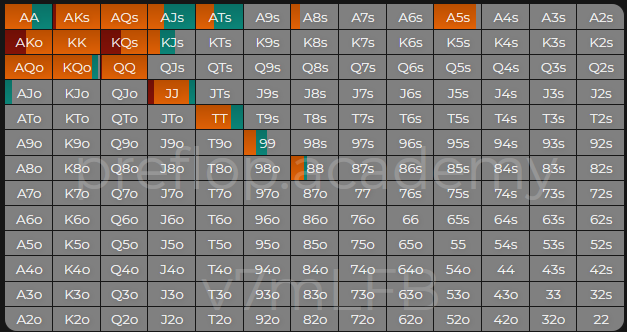 AA AKs AQs AJs ATs A9s A8s A7s A6s A5s A4s A3s A2s
AKo KK KQs KJs KTs K9s K8s K7s K6s K5s K4s K3s K2s
AQo KQo QQ QJs QTs Q9s Q8s Q7s Q6s Q5s Q4s Q3s Q2s
AJo KJo QJo JJ JTs J9s J8s J7s J6s J5s J4s J3s J2s
ATo KTo QTo JTo TT T9s T8s T7s T6s T5s T4s T3s T2s
A9o K9o Q9o J9o T9o 99 98s 97s 96s 95s 94s 93s 92s
A8o K8o Q8o J8o T8o 98o 88 87s 86s 85s 84s 83s 82s
preflop.academy
A7o K7o Q7o J7o T7o 97o 87o 77 76s 75s 74s 73s 72s
A6o K6o Q6o J6o T6o 96o 86o 76o 66 65s 64s 63s 62s
A5o K5o Q5o J5o T5o 95o 85o 75o 65o 55 54s 53s 52s
A4o K4o Q4o J4o T4o 94o 84o 74o 64o 54o 44 43s 42s
v7mLFB
A3o K3o Q3o J3o T3o 93o 83o 73o 63o 53o 43o 33 32s
A2o K2o Q2o J2o T2o 92o 82o 72o 62o 52o 42o 32o 22